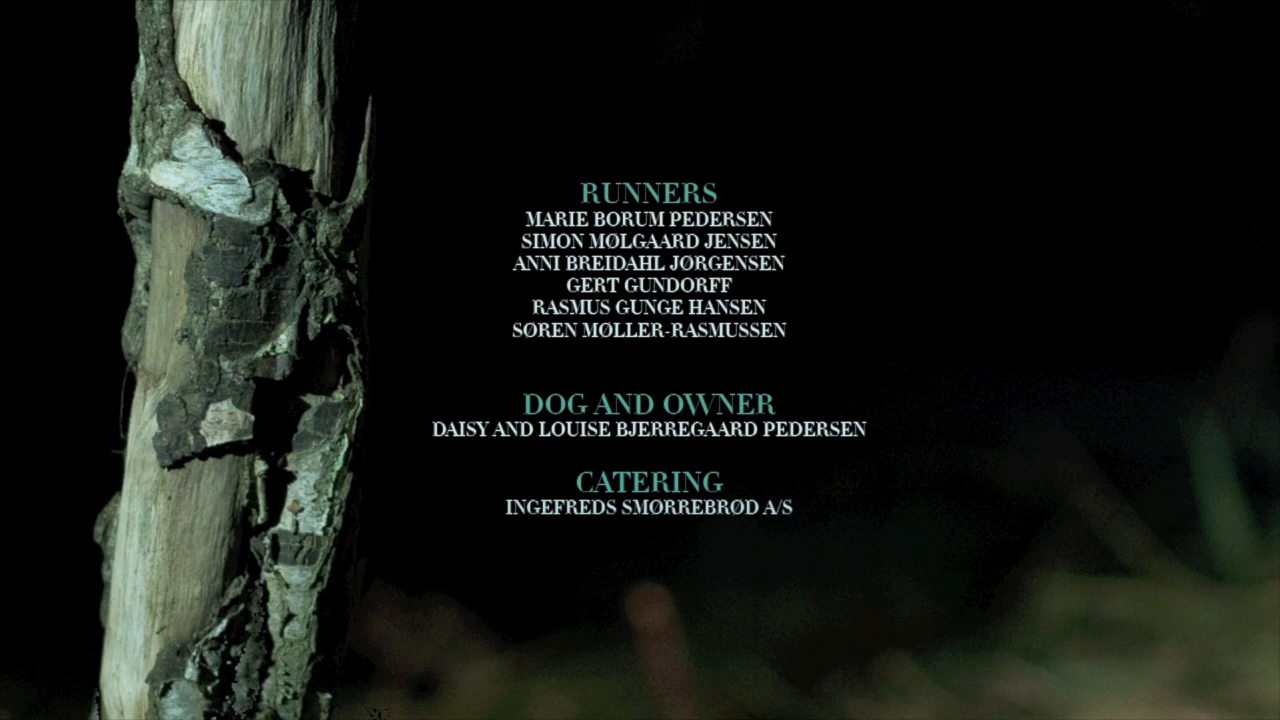 RUNNERS
MARIE BORUM PEDERSEN
SIMON MØLGAARD JENSEN
ANNI BREIDAHL JØRGENSEN
GERT GUNDORFF
RASMUS GUNGE HANSEN
SØREN MØLLER-RASMUSSEN
DOG AND OWNER
DAISY AND LOUISE BJERREGAARD PEDERSEN
CATERING
INGEFREDS SMØRREBRØD A/S